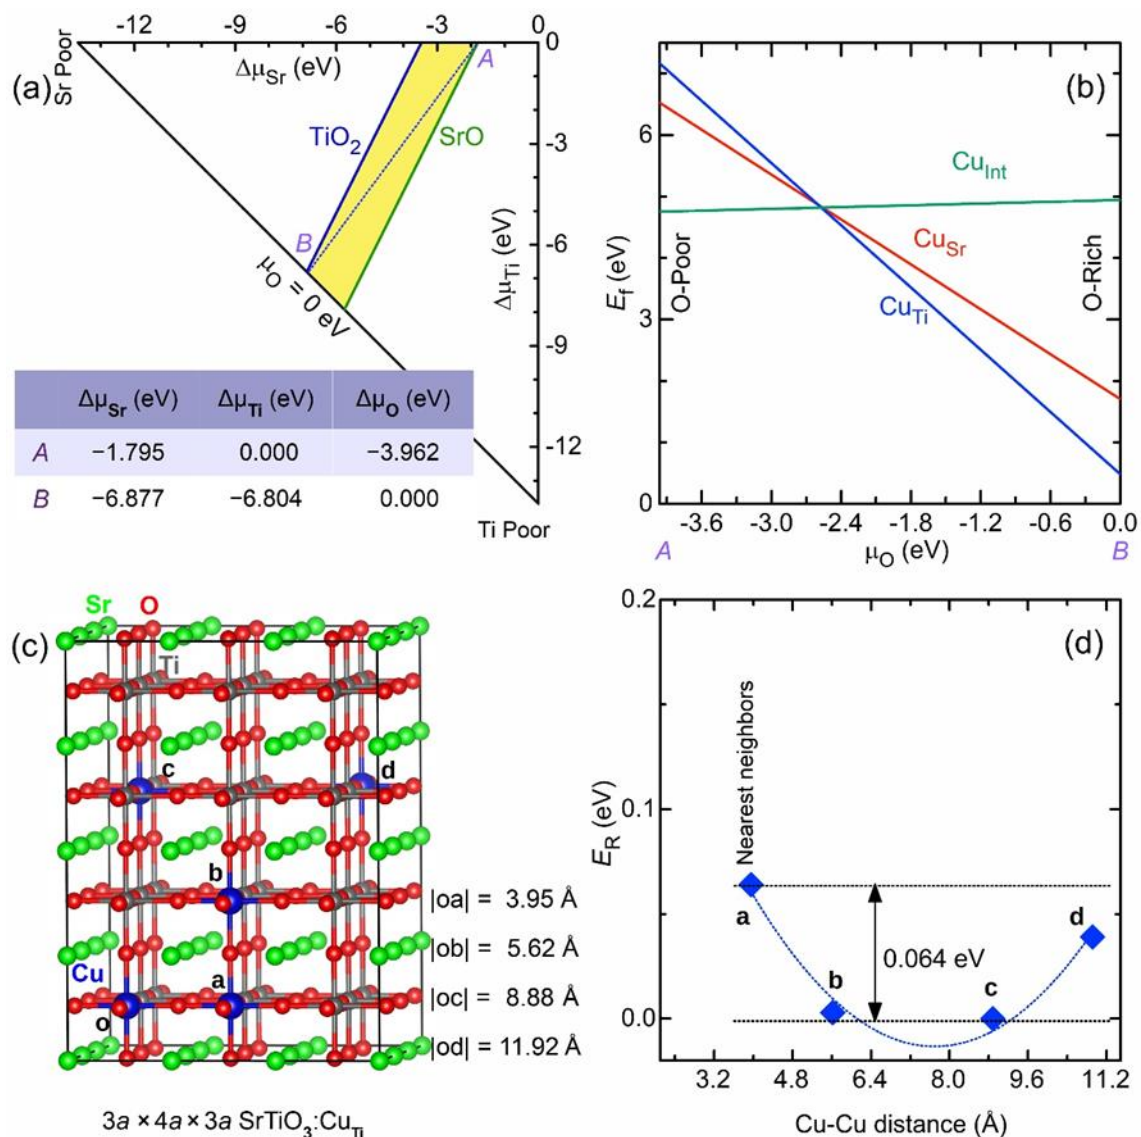 (a)
Sr Poor
-12 -9 -6 -3 0
Δμ_Sr (eV)
A
0
TiO₂
SrO
-3
B
-6
Δμ_Ti (eV)
μ_O = 0 eV
-9
-12
Ti Poor
Δμ_Sr (eV) Δμ_Ti (eV) Δμ_O (eV)
A −1.795 0.000 −3.962
B −6.877 −6.804 0.000
(b)
6
3
0
E_f (eV)
O-Poor
O-Rich
Cu_Int
Cu_Sr
Cu_Ti
-3.6 -3.0 -2.4 -1.8 -1.2 -0.6 0.0
A μ_O (eV) B
(c)
Sr O
Ti
c d
b
Cu a
o
|oa| = 3.95 Å
|ob| = 5.62 Å
|oc| = 8.88 Å
|od| = 11.92 Å
3a × 4a × 3a SrTiO₃:Cu_Ti
(d)
0.2
0.1
0.0
E_R (eV)
Nearest neighbors
a
b
c
d
0.064 eV
3.2 4.8 6.4 8.0 9.6 11.2
Cu-Cu distance (Å)